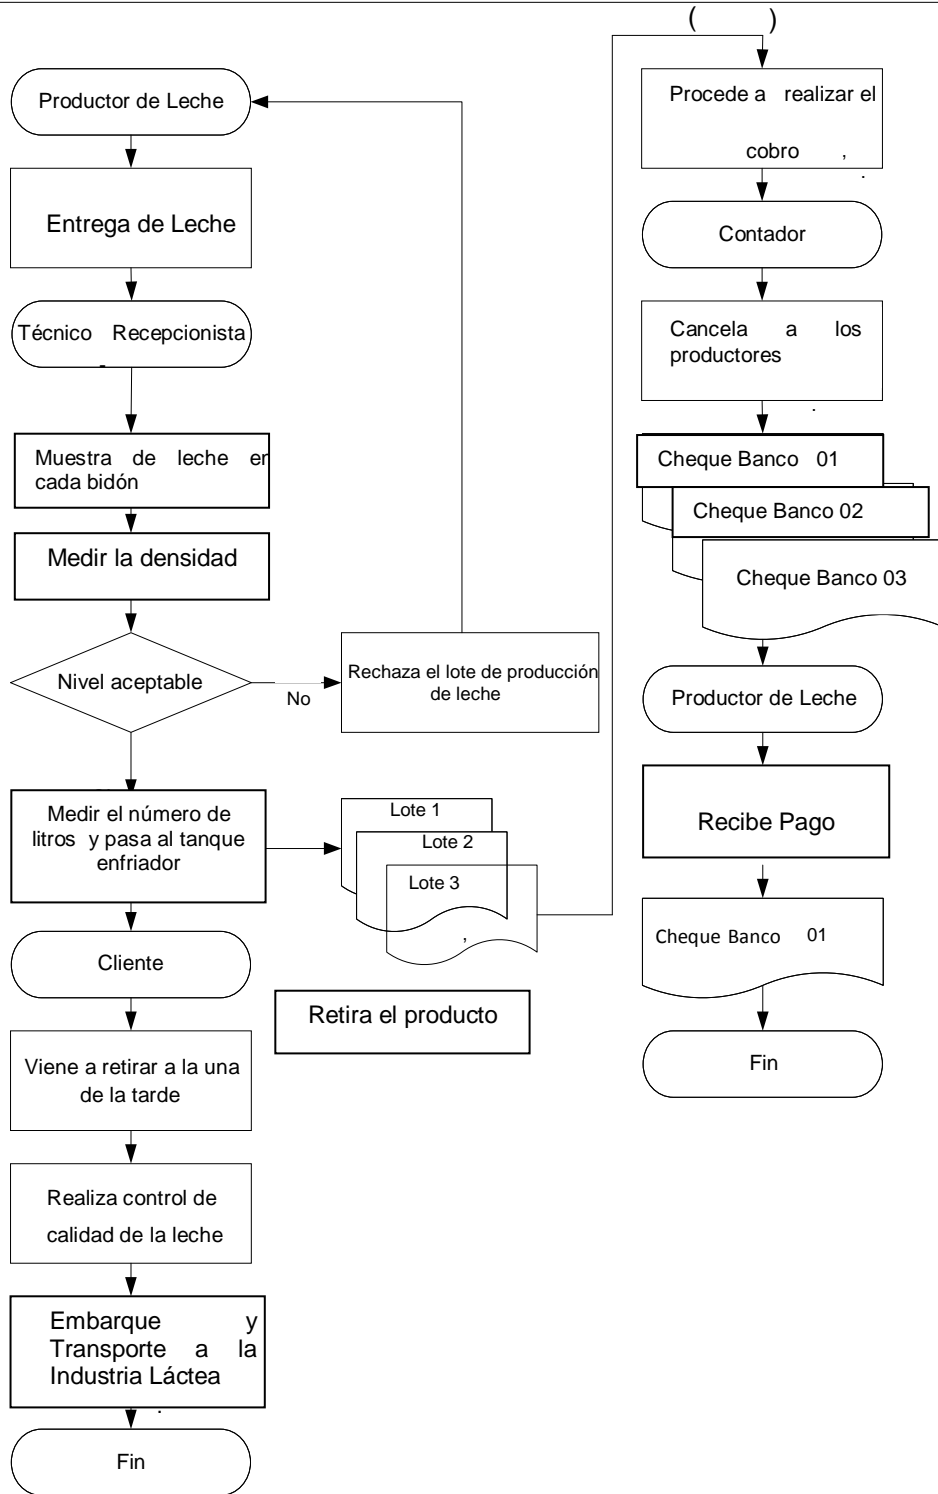 Productor de Leche
Entrega de Leche
Técnico Recepcionista
-
Muestra de leche en
cada bidón
Medir la densidad
Nivel aceptable
No
Rechaza el lote de producción
de leche
Medir el número de
litros y pasa al tanque
enfriador
Lote 1
Lote 2
Lote 3
,
Cliente
Retira el producto
Viene a retirar a la una
de la tarde
Realiza control de
calidad de la leche
Embarque y
Transporte a la
Industria Láctea
.
Fin
( )
Procede a realizar el
cobro ,
.
Contador
Cancela a los
productores
.
Cheque Banco 01
Cheque Banco 02
Cheque Banco 03
Productor de Leche
Recibe Pago
Cheque Banco 01
Fin